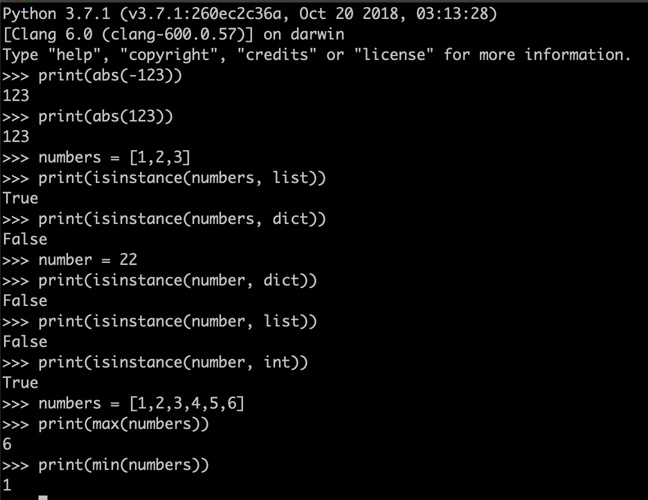 Python 3.7.1 (v3.7.1:260ec2c36a, Oct 20 2018, 03:13:28)
[Clang 6.0 (clang-600.0.57)] on darwin
Type "help", "copyright", "credits" or "license" for more information.
>>> print(abs(-123))
123
>>> print(abs(123))
123
>>> numbers = [1,2,3]
>>> print(isinstance(numbers, list))
True
>>> print(isinstance(numbers, dict))
False
>>> number = 22
>>> print(isinstance(number, dict))
False
>>> print(isinstance(number, list))
False
>>> print(isinstance(number, int))
True
>>> numbers = [1,2,3,4,5,6]
>>> print(max(numbers))
6
>>> print(min(numbers))
1